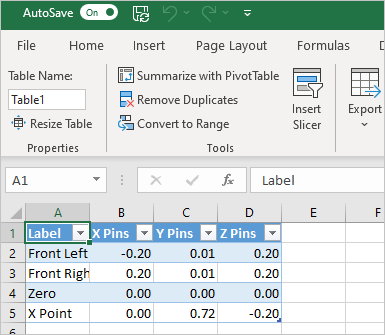 AutoSave On
File Home Insert Page Layout Formulas
Table Name:
Table1
Resize Table
Properties
Summarize with PivotTable
Remove Duplicates
Convert to Range
Insert Slicer
Export
Tools
A1 fx Label
A B C D E F
1 Label X Pins Y Pins Z Pins
2 Front Left -0.20 0.01 0.20
3 Front Righ 0.20 0.01 0.20
4 Zero 0.00 0.00 0.00
5 X Point 0.00 0.72 -0.20
6